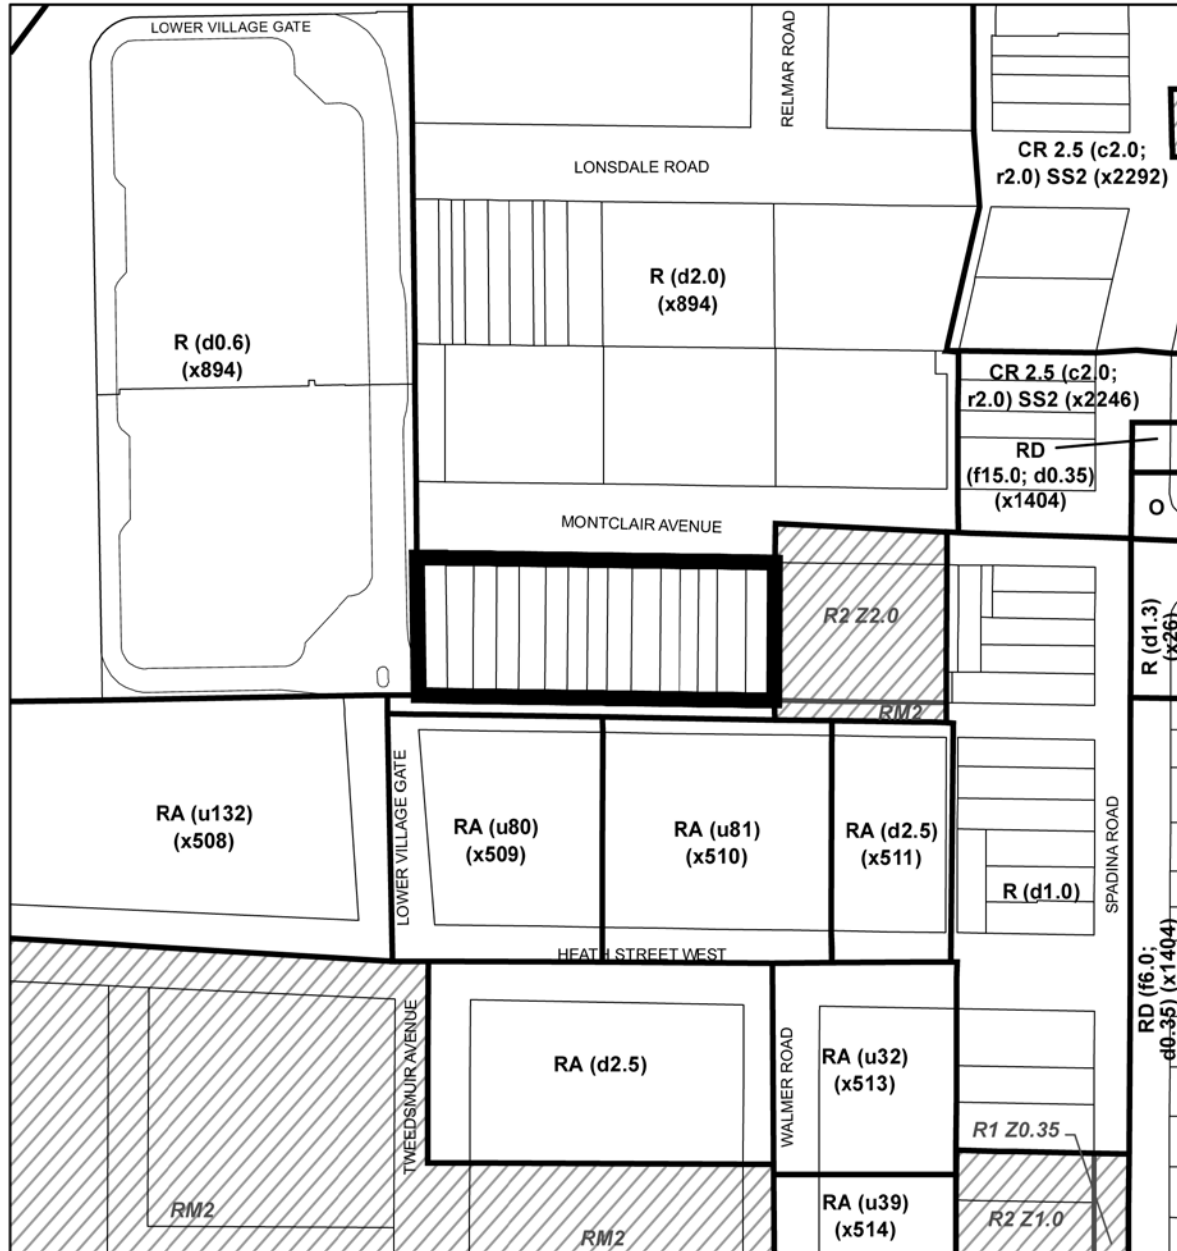 LOWER VILLAGE GATE
RELMAR ROAD
LONSDALE ROAD
CR 2.5 (c2.0;
r2.0) SS2 (x2292)
R (d2.0)
(x894)
R (d0.6)
(x894)
CR 2.5 (c2.0;
r2.0) SS2 (x2246)
RD
(f15.0; d0.35)
(x1404)
O
MONTCLAIR AVENUE
R2 Z2.0
R (d1.3)
(x26)
RM2
RA (u132)
(x508)
LOWER VILLAGE GATE
RA (u80)
(x509)
RA (u81)
(x510)
RA (d2.5)
(x511)
R (d1.0)
SPADINA ROAD
HEATH STREET WEST
RD (f6.0;
d0.35) (x1404)
TWEEDSMUIR AVENUE
RA (d2.5)
WALMER ROAD
RA (u32)
(x513)
R1 Z0.35
RM2
RM2
RA (u39)
(x514)
R2 Z1.0